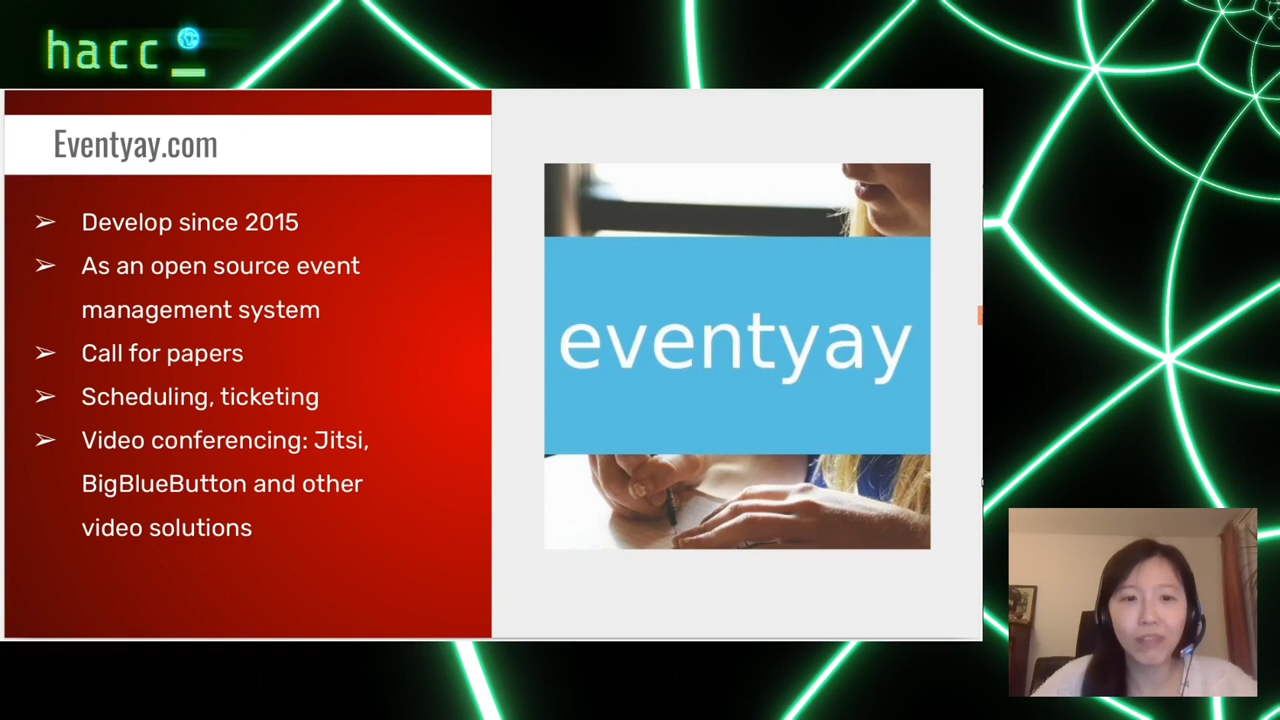 hacc_
Eventyay.com
➢ Develop since 2015
➢ As an open source event
management system
➢ Call for papers
➢ Scheduling, ticketing
➢ Video conferencing: Jitsi,
BigBlueButton and other
video solutions
eventyay